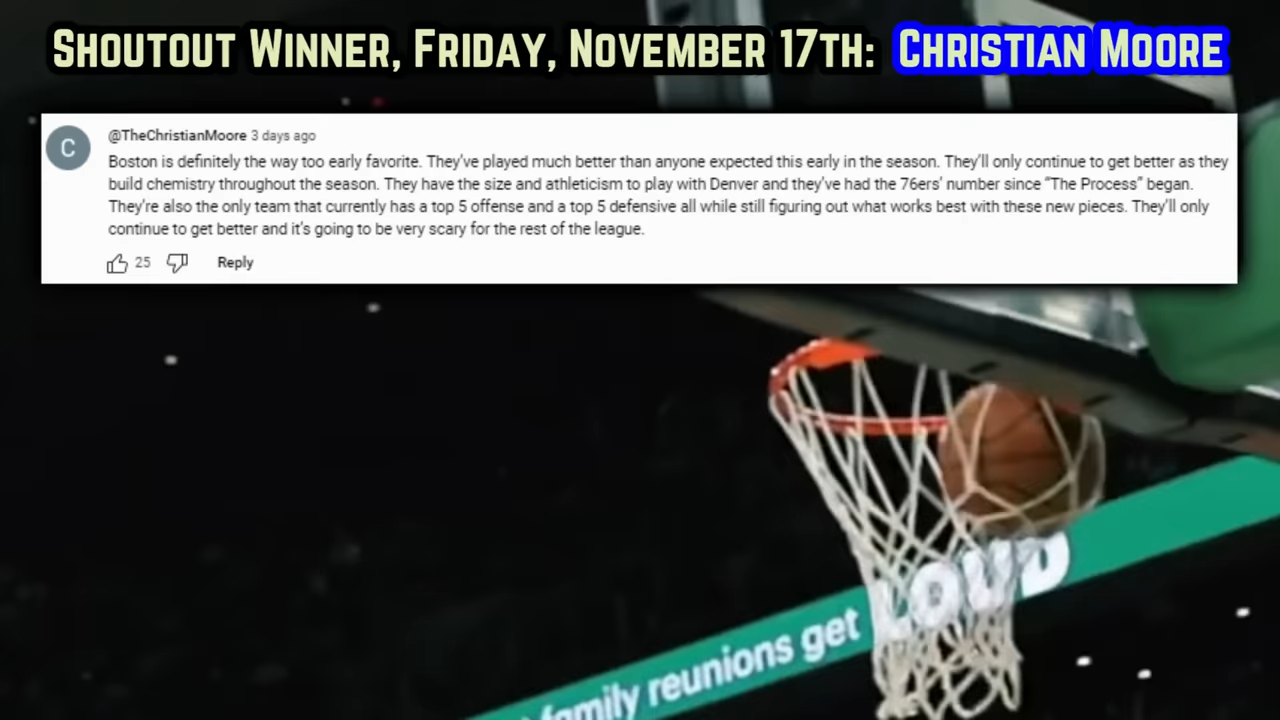 Shoutout Winner, Friday, November 17th: Christian Moore
C
@TheChristianMoore 3 days ago
Boston is definitely the way too early favorite. They've played much better than anyone expected this early in the season. They'll only continue to get better as they
build chemistry throughout the season. They have the size and athleticism to play with Denver and they've had the 76ers' number since “The Process” began.
They're also the only team that currently has a top 5 offense and a top 5 defensive all while still figuring out what works best with these new pieces. They'll only
continue to get better and it's going to be very scary for the rest of the league.
25 Reply
family reunions get LOUD